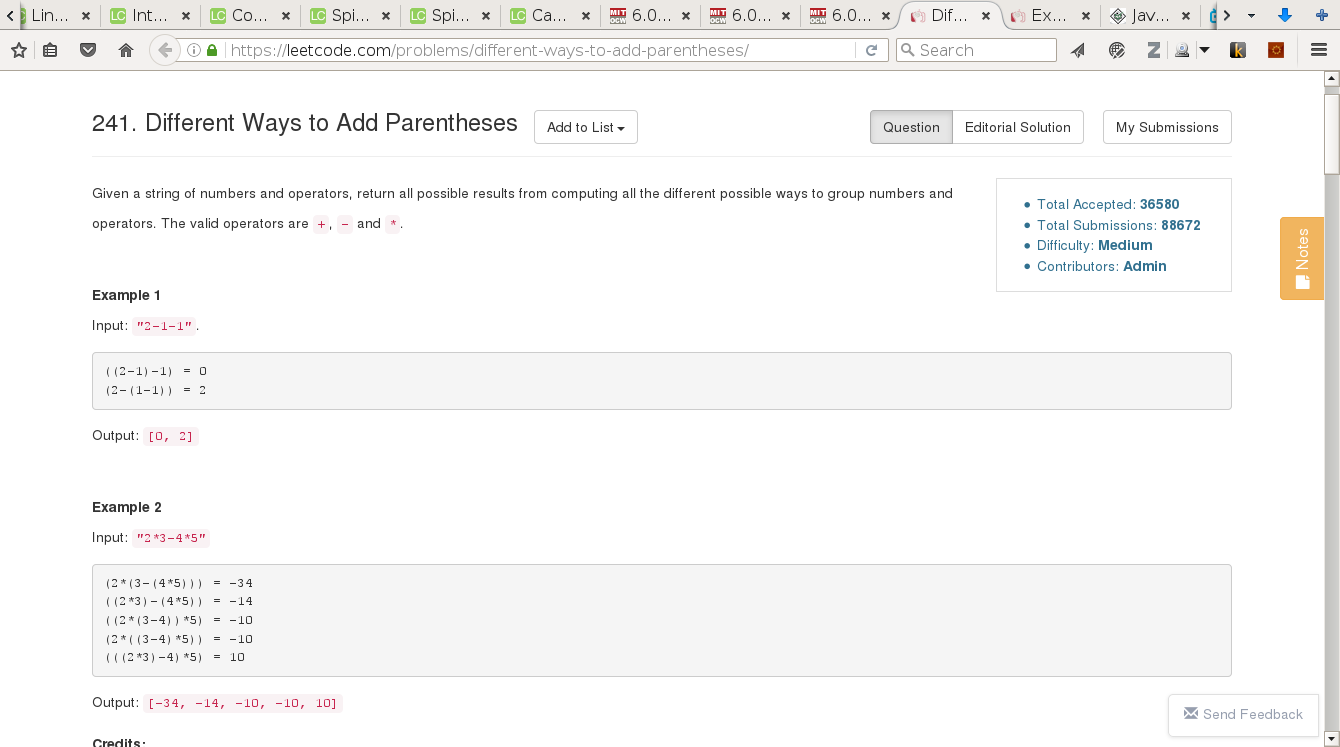 Lin...
Int...
Co...
Spi...
Spi...
Ca...
6.0...
6.0...
6.0...
Dif...
Ex...
Jav...
https://leetcode.com/problems/different-ways-to-add-parentheses/
Search
241. Different Ways to Add Parentheses
Add to List
Question
Editorial Solution
My Submissions
Given a string of numbers and operators, return all possible results from computing all the different possible ways to group numbers and
operators. The valid operators are +, - and *.
Total Accepted: 36580
Total Submissions: 88672
Difficulty: Medium
Contributors: Admin
Notes
Example 1
Input: "2-1-1".
((2-1)-1) = 0
(2-(1-1)) = 2
Output: [0, 2]
Example 2
Input: "2*3-4*5"
(2*(3-(4*5))) = -34
((2*3)-(4*5)) = -14
((2*(3-4))*5) = -10
(2*((3-4)*5)) = -10
(((2*3)-4)*5) = 10
Output: [-34, -14, -10, -10, 10]
Send Feedback
Credits: